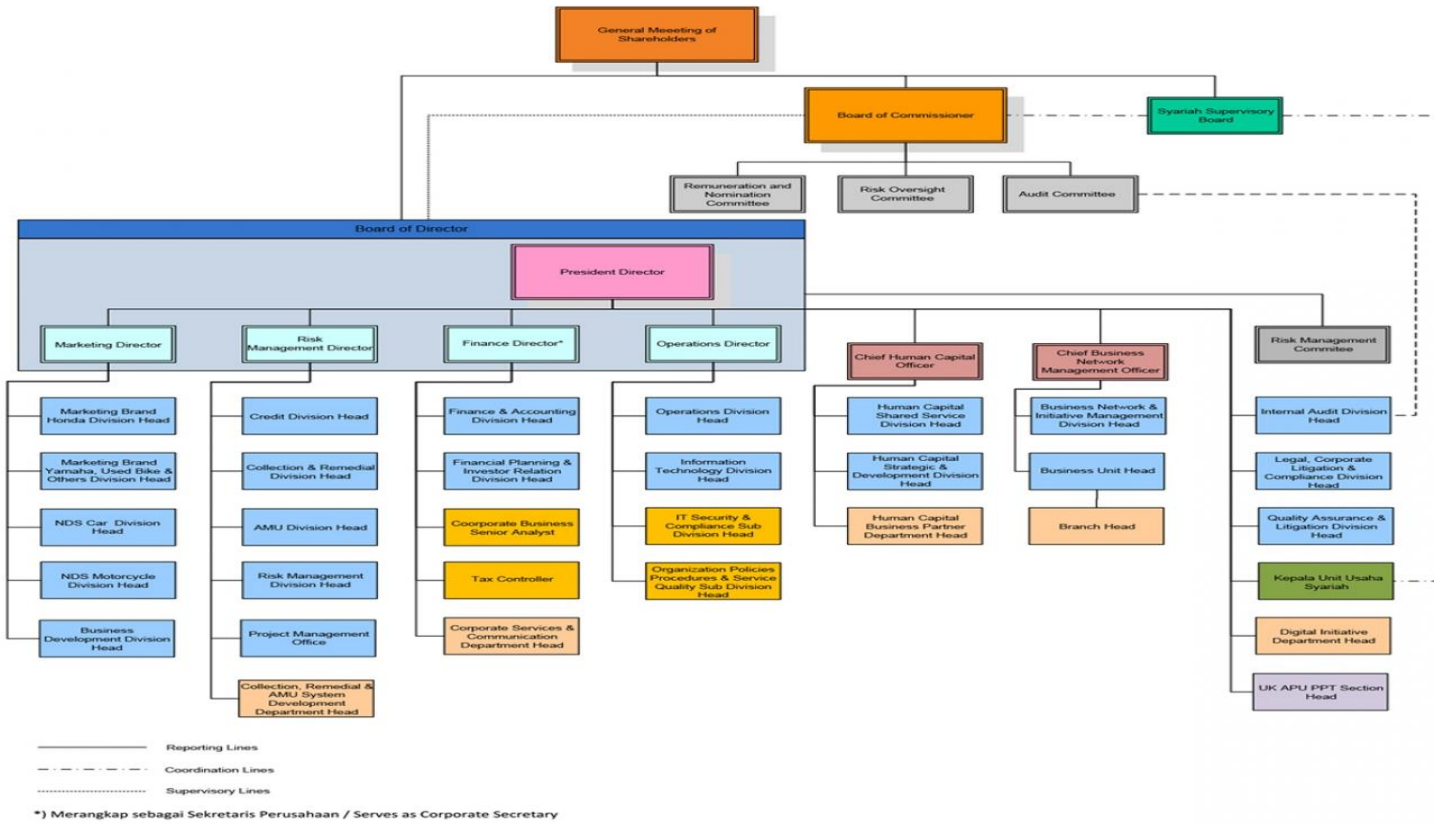 General Meeeting of
Shareholders
Board of Commissioner
Syariah Supervisory
Board
Remuneration and
Nomination
Committee
Risk Oversight
Committee
Audit Committee
Board of Director
President Director
Marketing Director
Risk
Management Director
Finance Director*
Operations Director
Chief Human Capital
Officer
Chief Business
Network
Management Officer
Risk Management
Commitee
Marketing Brand
Honda Division Head
Marketing Brand
Yamaha, Used Bike &
Others Division Head
NDS Car Division
Head
NDS Motorcycle
Division Head
Business
Development Division
Head
Credit Division Head
Collection & Remedial
Division Head
AMU Division Head
Risk Management
Division Head
Project Management
Office
Collection, Remedial &
AMU System
Development
Department Head
Finance & Accounting
Division Head
Financial Planning &
Investor Relation
Division Head
Coorporate Business
Senior Analyst
Tax Controller
Corporate Services &
Communication
Department Head
Operations Division
Head
Information
Technology Division
Head
IT Security &
Compliance Sub
Division Head
Organization Policies
Procedures & Service
Quality Sub Division
Head
Human Capital
Shared Service
Division Head
Human Capital
Strategic &
Development Division
Head
Human Capital
Business Partner
Department Head
Business Network &
Initiative Management
Division Head
Business Unit Head
Branch Head
Internal Audit Division
Head
Legal, Corporate
Litigation &
Compliance Division
Head
Quality Assurance &
Litigation Division
Head
Kepala Unit Usaha
Syariah
Digital Initiative
Department Head
UK APU PPT Section
Head
Reporting Lines
Coordination Lines
Supervisory Lines
*) Merangkap sebagai Sekretaris Perusahaan / Serves as Corporate Secretary